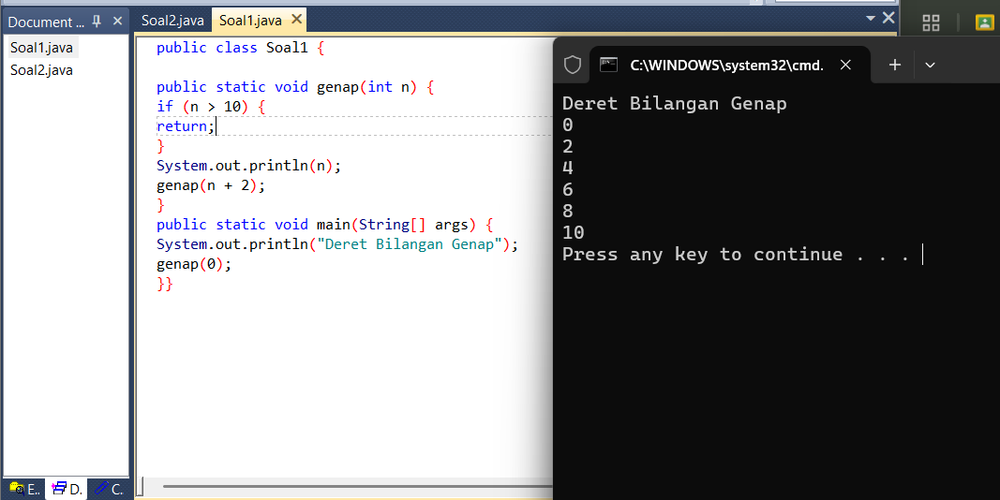 Document ...
Soal1.java
Soal2.java
E..
D.
C.
Soal2.java
Soal1.java
public class Soal1 {
public static void genap(int n) {
if (n > 10) {
return;
}
System.out.println(n);
genap(n + 2);
}
public static void main(String[] args) {
System.out.println("Deret Bilangan Genap");
genap(0);
}}
C:\WINDOWS\system32\cmd.
Deret Bilangan Genap
0
2
4
6
8
10
Press any key to continue . . .